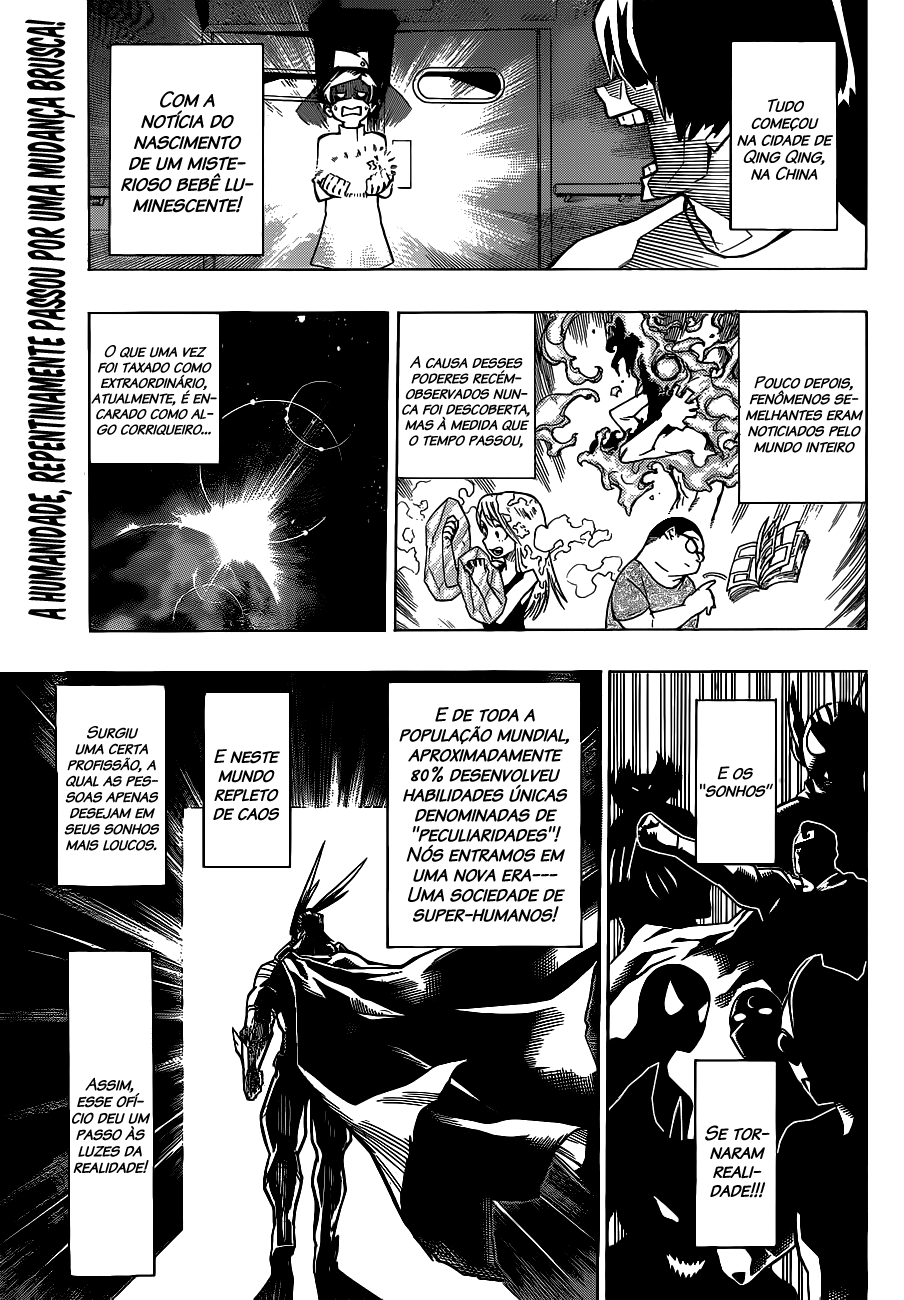 A HUMANIDADE, REPENTINAMENTE PASSOU POR UMA MUDANÇA BRUSCA!
TUDO
COMEÇOU
NA CIDADE DE
QING QING,
NA CHINA
COM A
NOTÍCIA DO
NASCIMENTO
DE UM MISTE-
RIOSO BEBÊ LU-
MINESCENTE!
POUCO DEPOIS,
FENÔMENOS SE-
MELHANTES ERAM
NOTICIADOS PELO
MUNDO INTEIRO
A CAUSA DESSES
PODERES RECÉM-
OBSERVADOS NUN-
CA FOI DESCOBERTA,
MAS À MEDIDA QUE
O TEMPO PASSOU,
O QUE UMA VEZ
FOI TAXADO COMO
EXTRAORDINÁRIO,
ATUALMENTE, É EN-
CARADO COMO AL-
GO CORRIQUEIRO...
E OS
"SONHOS"
SE TOR-
NARAM
REALI-
DADE!!!
E DE TODA A
POPULAÇÃO MUNDIAL,
APROXIMADAMENTE
80% DESENVOLVEU
HABILIDADES ÚNICAS
DENOMINADAS DE
"PECULIARIDADES"!
NÓS ENTRAMOS EM
UMA NOVA ERA---
UMA SOCIEDADE DE
SUPER-HUMANOS!
E NESTE
MUNDO
REPLETO
DE CAOS
SURGIU
UMA CERTA
PROFISSÃO, A
QUAL AS PES-
SOAS APENAS
DESEJAM EM
SEUS SONHOS
MAIS LOUCOS.
ASSIM,
ESSE OFÍ-
CIO DEU UM
PASSO ÀS
LUZES DA
REALIDADE!